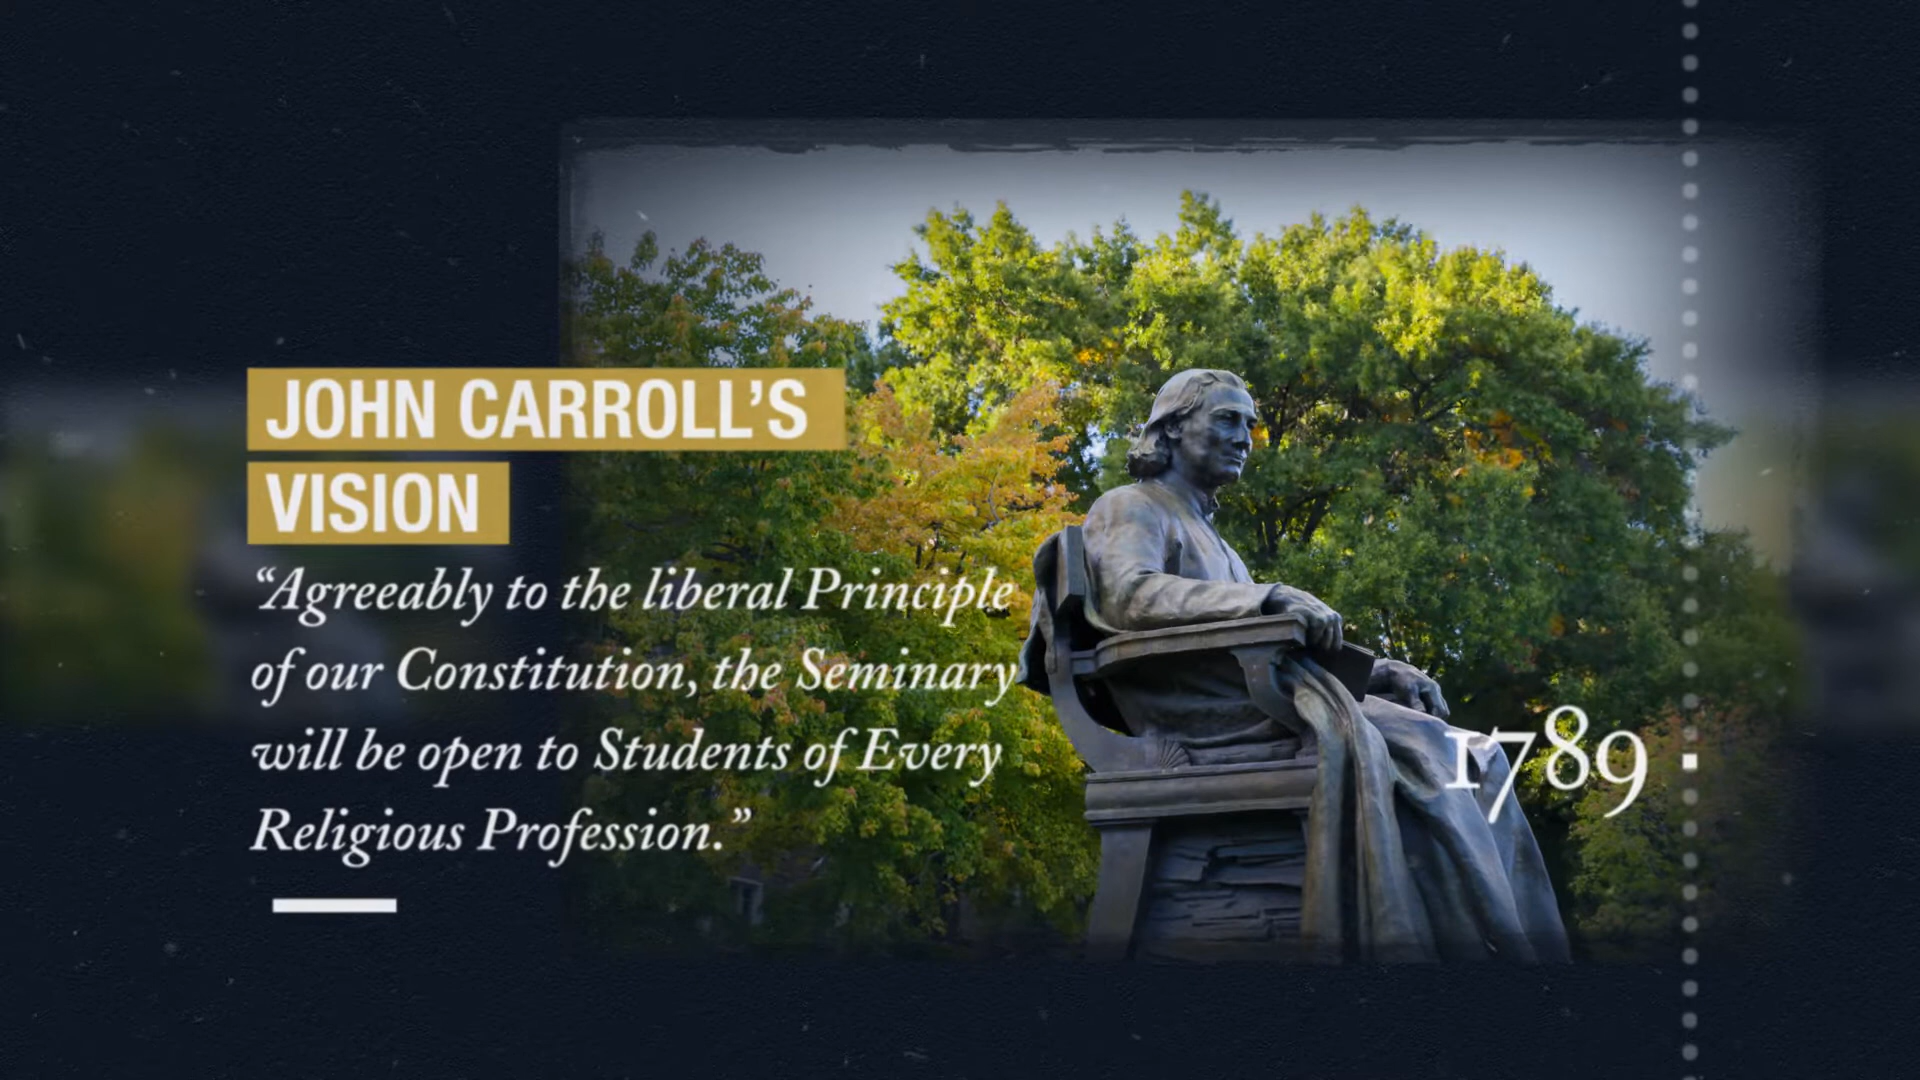 JOHN CARROLL’S
VISION
“Agreeably to the liberal Principle
of our Constitution, the Seminary
will be open to Students of Every
Religious Profession.”
1789